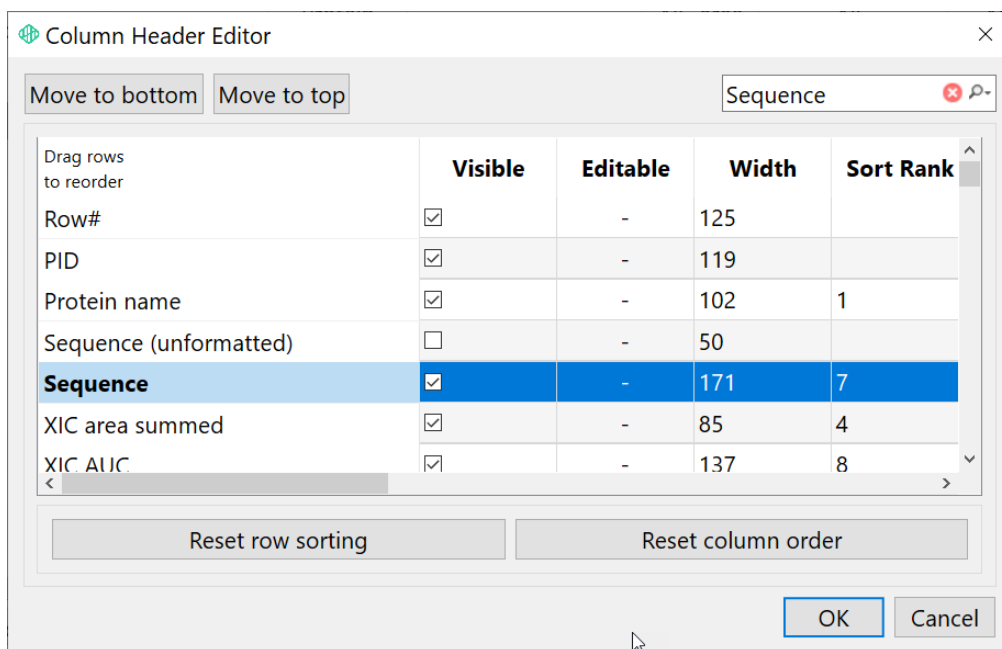 Column Header Editor
Move to bottom Move to top Sequence
Drag rows
to reorder
Visible Editable Width Sort Rank
Row# - 125
PID - 119
Protein name - 102 1
Sequence (unformatted) - 50
Sequence - 171 7
XIC area summed - 85 4
XIC AUC - 137 8
Reset row sorting Reset column order
OK Cancel